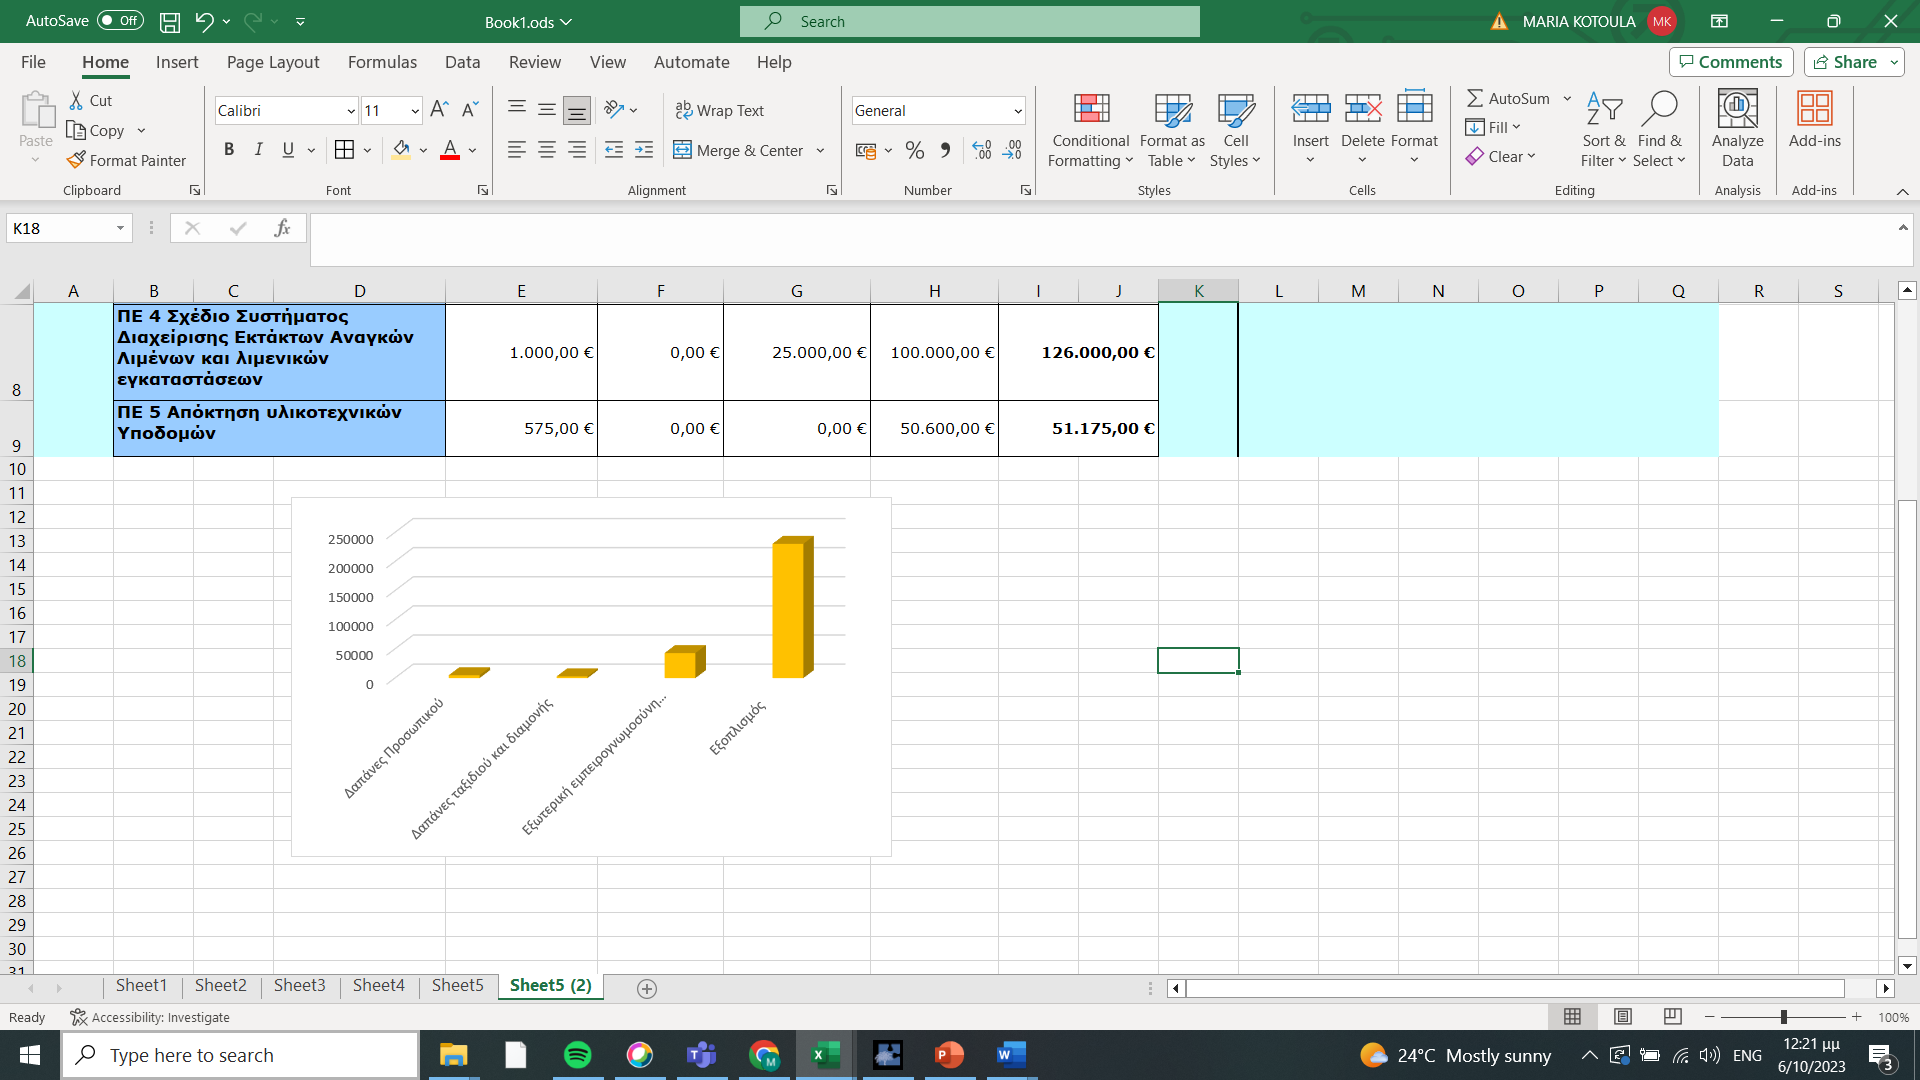 AutoSave Off Book1.ods Search MARIA KOTOULA MK
File Home Insert Page Layout Formulas Data Review View Automate Help Comments Share
Paste Cut Copy Format Painter Clipboard
Calibri 11 B I U A Font
Wrap Text Merge & Center Alignment
General % Number
Conditional Formatting Format as Table Cell Styles Styles
Insert Delete Format Cells
AutoSum Fill Clear Sort & Filter Find & Select Editing
Analyze Data Analysis
Add-ins Add-ins
K18 fx
A B C D E F G H I J K L M N O P Q R S
8
ΠΕ 4 Σχέδιο Συστήματος
Διαχείρισης Εκτάκτων Αναγκών
Λιμένων και λιμενικών
εγκαταστάσεων
1.000,00 € 0,00 € 25.000,00 € 100.000,00 € 126.000,00 €
9
ΠΕ 5 Απόκτηση υλικοτεχνικών
Υποδομών
575,00 € 0,00 € 0,00 € 50.600,00 € 51.175,00 €
10
11
12
13
14
15
16
17
18
19
20
21
22
23
24
25
26
27
28
29
30
31
250000
200000
150000
100000
50000
0
Δαπάνες Προσωπικού
Δαπάνες ταξιδιού και διαμονής
Εξωτερική εμπειρογνωμοσύνη...
Εξοπλισμός
Sheet1 Sheet2 Sheet3 Sheet4 Sheet5 Sheet5 (2)
Ready Accessibility: Investigate 100%
Type here to search 24°C Mostly sunny ENG 12:21 μμ
6/10/2023 3